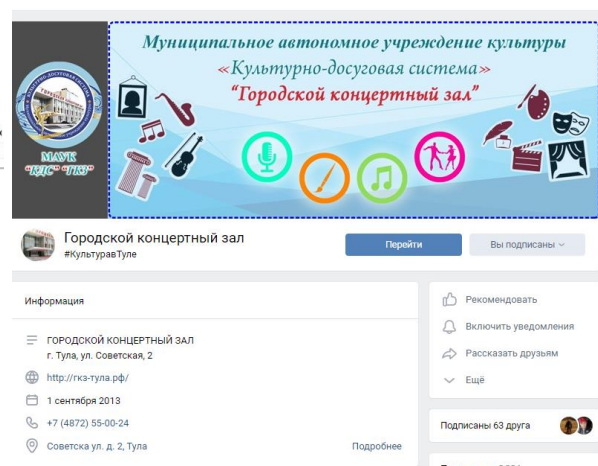 Муниципальное автономное учреждение культуры
«Культурно-досуговая система»
“Городской концертный зал”
МАУК
“КДС” “ГКЗ”
Городской концертный зал
#КультуравТуле
Перейти
Вы подписаны
Информация
ГОРОДСКОЙ КОНЦЕРТНЫЙ ЗАЛ
г. Тула, ул. Советская, 2
http://гкз-тула.рф/
1 сентября 2013
+7 (4872) 55-00-24
Советска ул. д. 2, Тула
Подробнее
Рекомендовать
Включить уведомления
Рассказать друзьям
Ещё
Подписаны 63 друга